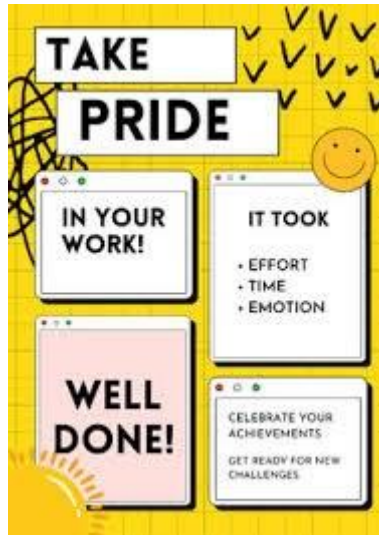 TAKE
PRIDE
IN YOUR
WORK!
IT TOOK
• EFFORT
• TIME
• EMOTION
WELL
DONE!
CELEBRATE YOUR
ACHIEVEMENTS
GET READY FOR NEW
CHALLENGES